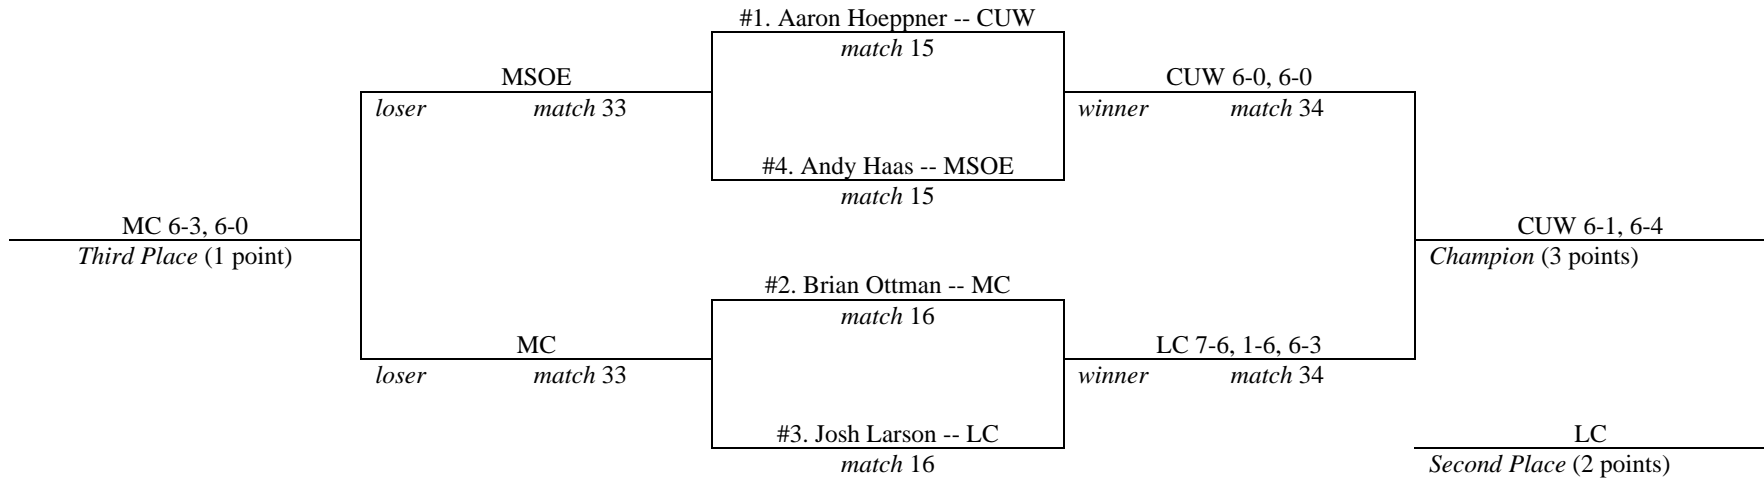 #1. Aaron Hoeppner -- CUW
match 15
MSOE
CUW 6-0, 6-0
loser match 33
winner match 34
#4. Andy Haas -- MSOE
match 15
MC 6-3, 6-0
CUW 6-1, 6-4
Third Place (1 point)
Champion (3 points)
#2. Brian Ottman -- MC
match 16
MC
LC 7-6, 1-6, 6-3
loser match 33
winner match 34
#3. Josh Larson -- LC
LC
match 16
Second Place (2 points)